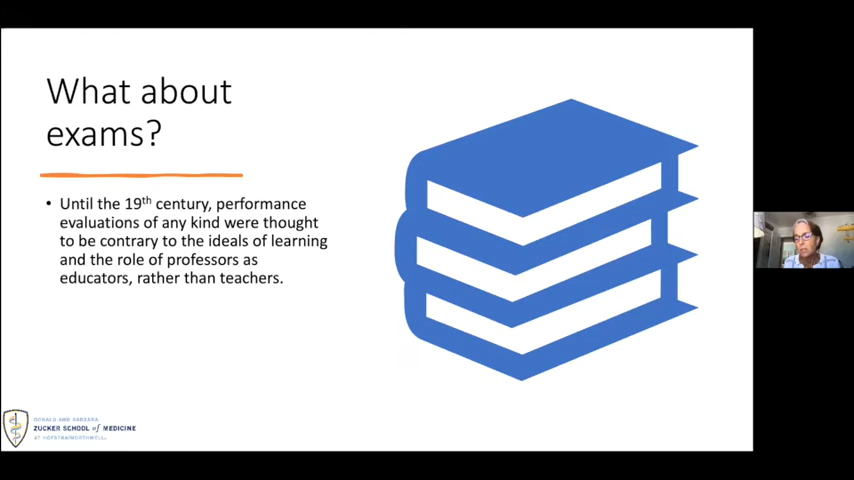 What about
exams?
• Until the 19th century, performance
evaluations of any kind were thought
to be contrary to the ideals of learning
and the role of professors as
educators, rather than teachers.
DONALD AND BARBARA
ZUCKER SCHOOL of MEDICINE
AT HOFSTRA/NORTHWELL